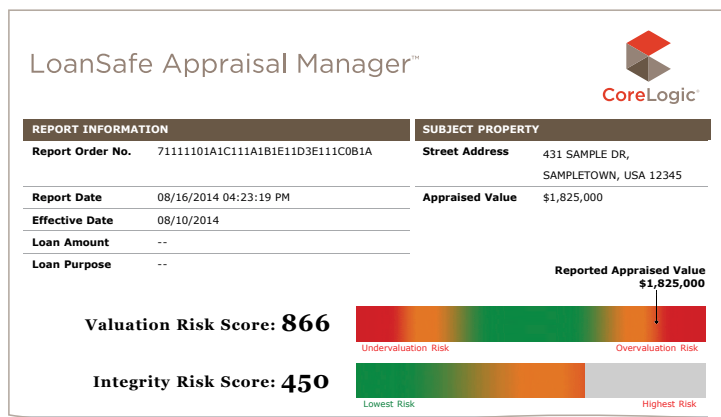 LoanSafe Appraisal Manager™
CoreLogic®
REPORT INFORMATION
Report Order No. 71111101A1C111A1B1E11D3E111C0B1A
Report Date 08/16/2014 04:23:19 PM
Effective Date 08/10/2014
Loan Amount --
Loan Purpose --
SUBJECT PROPERTY
Street Address 431 SAMPLE DR,
SAMPLETOWN, USA 12345
Appraised Value $1,825,000
Reported Appraised Value
$1,825,000
Valuation Risk Score: 866
Undervaluation Risk Overvaluation Risk
Integrity Risk Score: 450
Lowest Risk Highest Risk